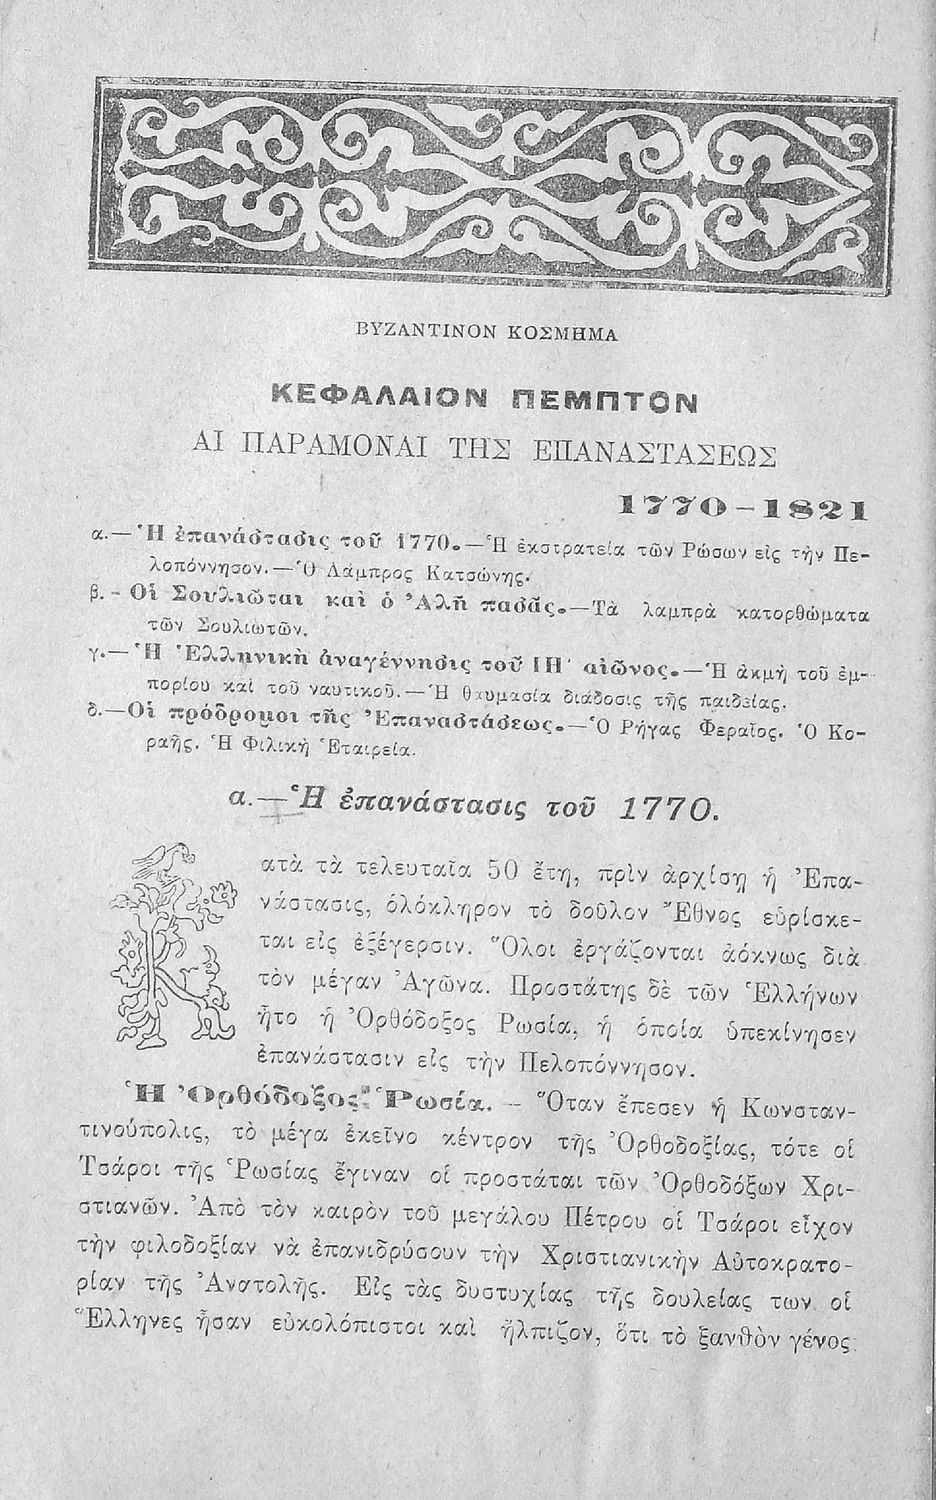 ΒΥΖΑΝΤΙΝΟΝ ΚΟΣΜΗΜΑ
ΚΕΦΑΛΑΙΟΝ ΠΕΜΠΤΟΝ
ΑΙ ΠΑΡΑΜΟΝΑΙ ΤΗΣ ΕΠΑΝΑΣΤΑΣΕΩΣ
1770-1821
α.—Ἡ ἐπανάστασις τοῦ 1770.—Ἡ ἐκστρατεία τῶν Ρώσων εἰς τὴν Πε-
λοπόννησον.—Ὁ Λάμπρος Κατσώνης.
β.- Οἱ Σουλιῶται καὶ ὁ Ἀλῆ πασᾶς.—Τὰ λαμπρὰ κατορθώματα
τῶν Σουλιωτῶν.
γ.—Ἡ Ἑλληνικὴ ἀναγέννησις τοῦ ΙΗ΄ αἰῶνος.—Ἡ ἀκμὴ τοῦ ἐμ-
πορίου καὶ τοῦ ναυτικοῦ.—Ἡ θαυμασία διάδοσις τῆς παιδείας.
δ.—Οἱ πρόδρομοι τῆς Ἐπαναστάσεως.—Ὁ Ρήγας Φεραῖος. Ὁ Κο-
ραῆς. Ἡ Φιλικὴ Ἑταιρεία.
α.—Ἡ ἐπανάστασις τοῦ 1770.
Κατὰ τὰ τελευταῖα 50 ἔτη, πρὶν ἀρχίσῃ ἡ Ἐπα-
νάστασις, ὁλόκληρον τὸ δοῦλον Ἔθνος εὑρίσκε-
ται εἰς ἐξέγερσιν. Ὅλοι ἐργάζονται ἀόκνως διὰ
τὸν μέγαν Ἀγῶνα. Προστάτης δὲ τῶν Ἑλλήνων
ἦτο ἡ Ὀρθόδοξος Ρωσία, ἡ ὁποία ὑπεκίνησεν
ἐπανάστασιν εἰς τὴν Πελοπόννησον.
Ἡ Ὀρθόδοξος Ῥωσία. – Ὅταν ἔπεσεν ἡ Κωνσταν-
τινούπολις, τὸ μέγα ἐκεῖνο κέντρον τῆς Ὀρθοδοξίας, τότε οἱ
Τσάροι τῆς Ῥωσίας ἔγιναν οἱ προστάται τῶν Ὀρθοδόξων Χρι-
στιανῶν. Ἀπὸ τὸν καιρὸν τοῦ μεγάλου Πέτρου οἱ Τσάροι εἶχον
τὴν φιλοδοξίαν νὰ ἐπανιδρύσουν τὴν Χριστιανικὴν Αὐτοκρατο-
ρίαν τῆς Ἀνατολῆς. Εἰς τὰς δυστυχίας τῆς δουλείας των οἱ
Ἕλληνες ἦσαν εὐκολόπιστοι καὶ ἤλπιζον, ὅτι τὸ ξανθὸν γένος